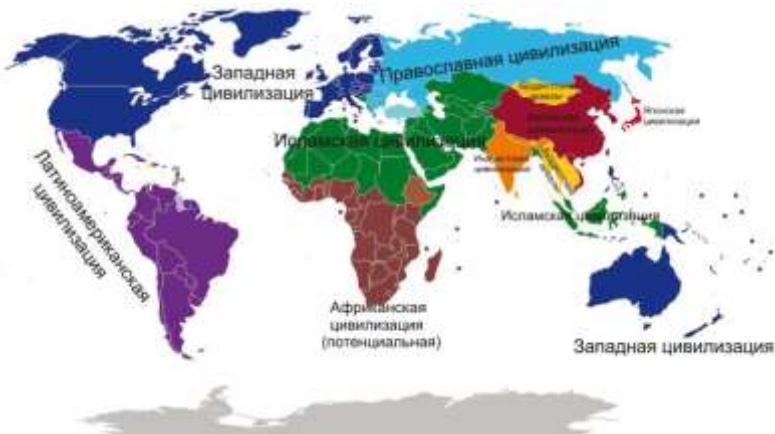 Западная
цивилизация
Православная цивилизация
Японская
цивилизация
Исламская цивилизация
Латиноамериканская
цивилизация
Исламская цивилизация
Африканская
цивилизация
(потенциальная)
Западная цивилизация